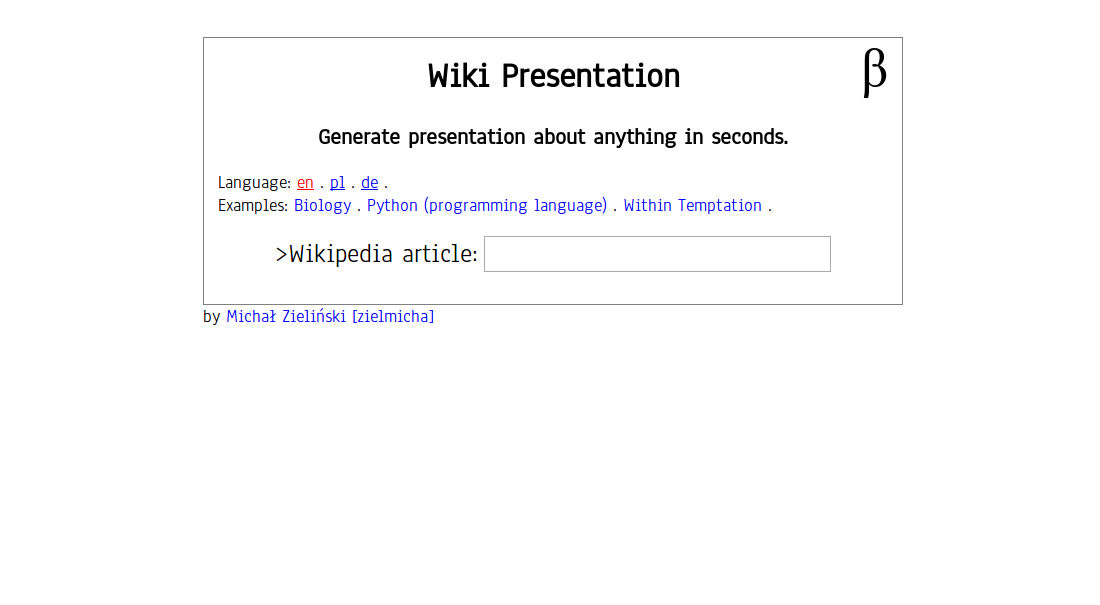 Wiki Presentation
β
Generate presentation about anything in seconds.
Language: en . pl . de .
Examples: Biology . Python (programming language) . Within Temptation .
>Wikipedia article:
by Michał Zieliński [zielmicha]